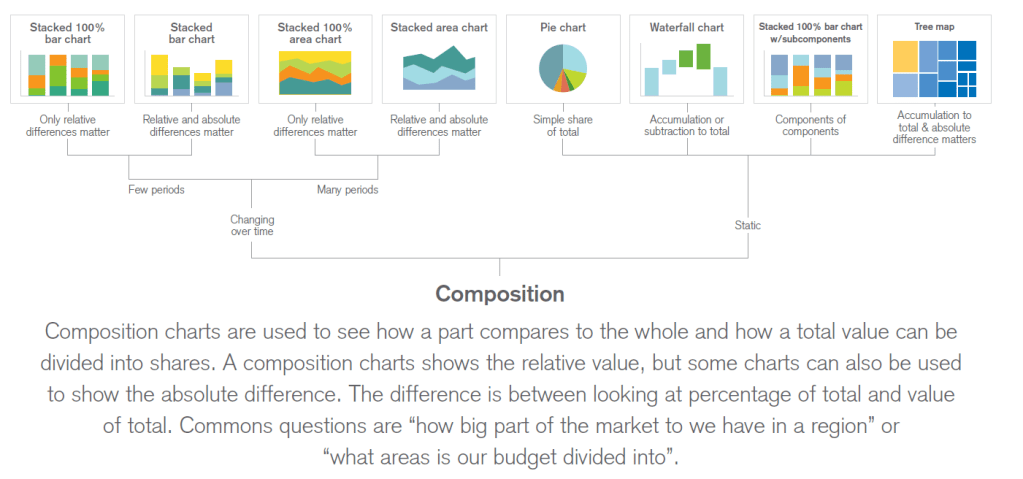 Stacked 100%
bar chart
Stacked
bar chart
Stacked 100%
area chart
Stacked area chart
Pie chart
Waterfall chart
Stacked 100% bar chart
w/subcomponents
Tree map
Only relative
differences matter
Relative and absolute
differences matter
Only relative
differences matter
Relative and absolute
differences matter
Simple share
of total
Accumulation or
subtraction to total
Components of
components
Accumulation to
total & absolute
difference matters
Few periods
Many periods
Changing
over time
Static
Composition
Composition charts are used to see how a part compares to the whole and how a total value can be
divided into shares. A composition charts shows the relative value, but some charts can also be used
to show the absolute difference. The difference is between looking at percentage of total and value
of total. Commons questions are “how big part of the market to we have in a region” or
“what areas is our budget divided into”.